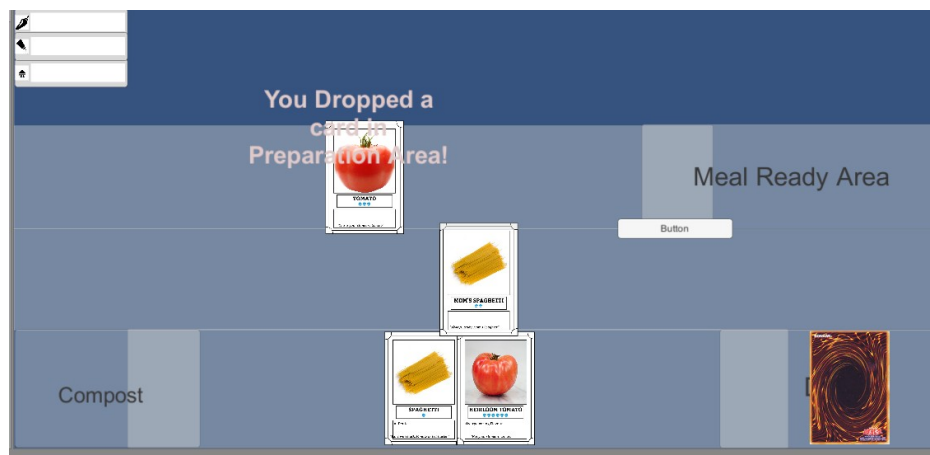 You Dropped a
card in
Preparation Area!
TOMATO
Meal Ready Area
Button
MOM'S SPAGHETTI
Compost
SPAGHETTI
HEIRLOOM TOMATO